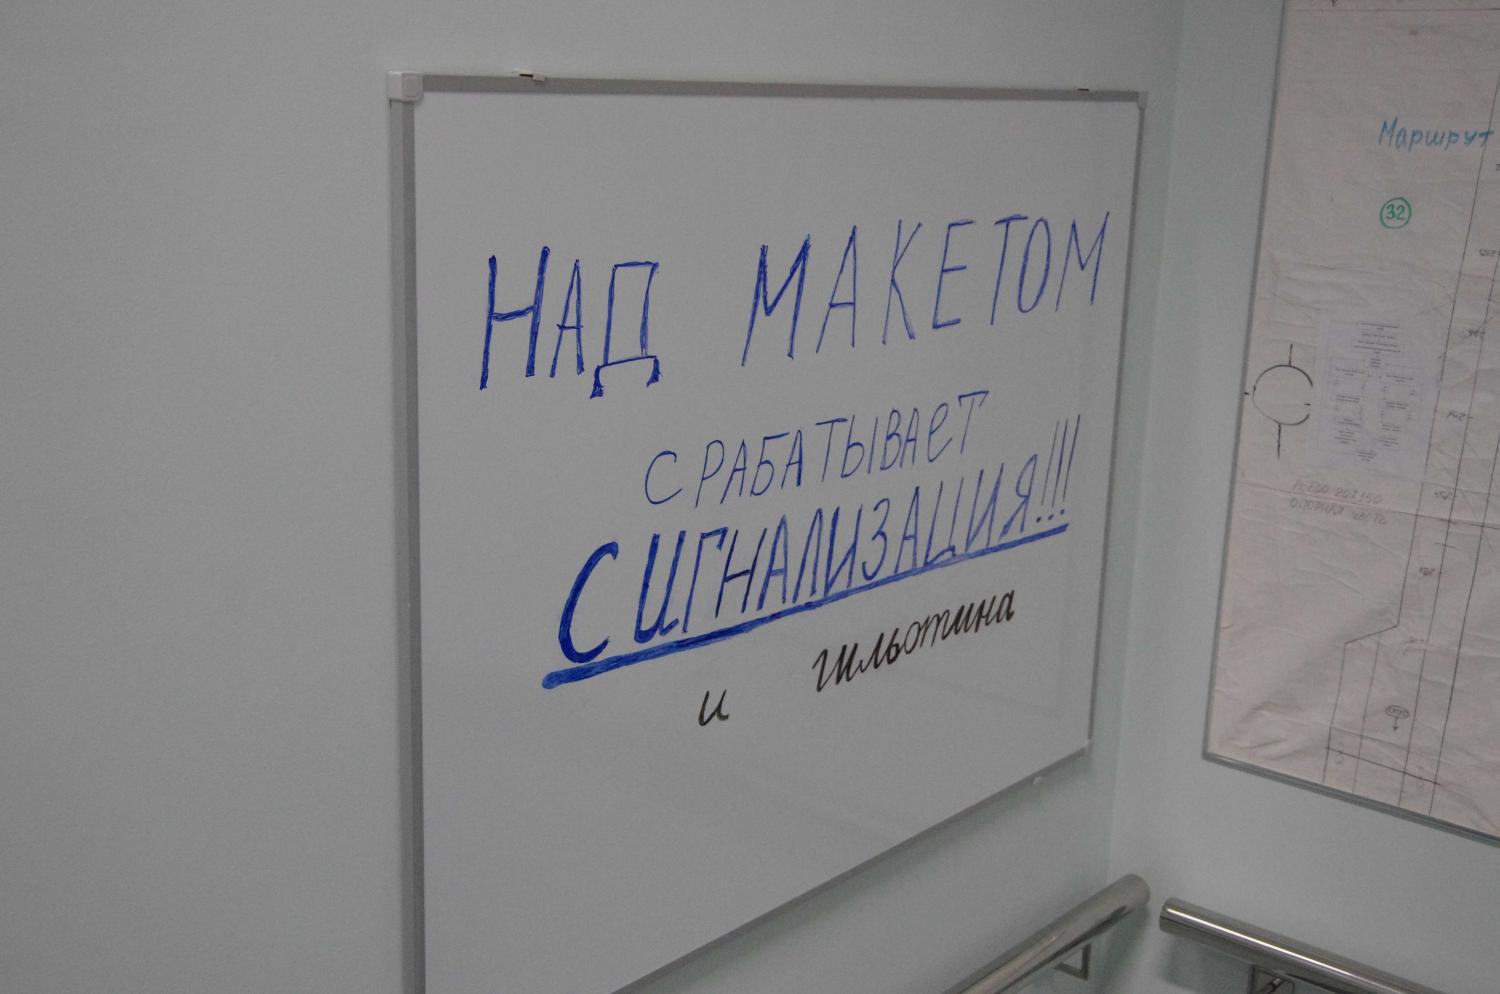 НАД МАКЕТОМ
СРАБАТЫВАЕТ
СИГНАЛИЗАЦИЯ!!!
и гильотина
Маршрут
32